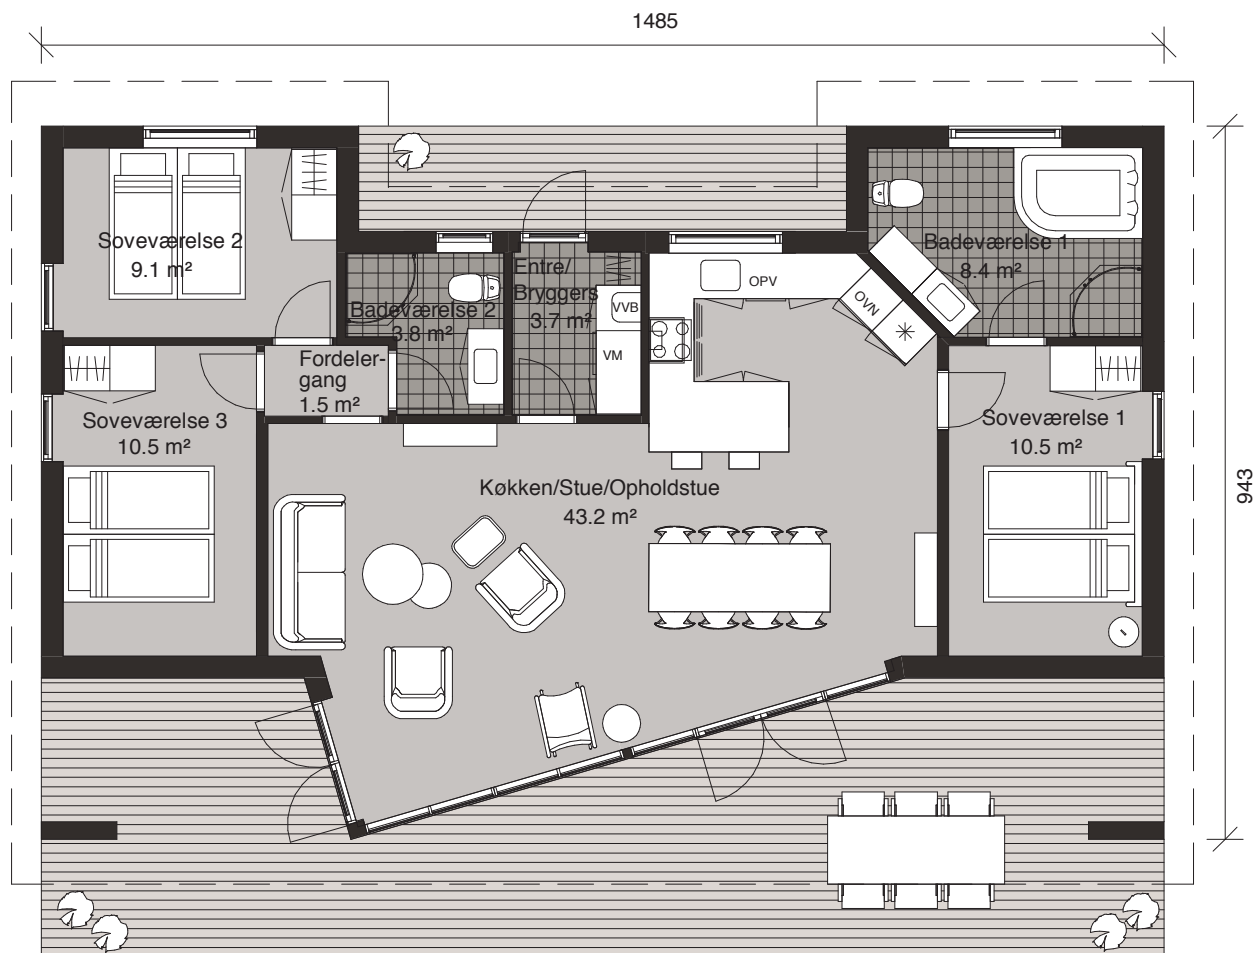 1485
Soveværelse 2
9.1 m²
Badeværelse 1
8.4 m²
Entre/
Bryggers
3.7 m²
VVB
VM
OPV
OVN
Badeværelse 2
3.8 m²
Fordeler-
gang
1.5 m²
Soveværelse 3
10.5 m²
Soveværelse 1
10.5 m²
Køkken/Stue/Opholdstue
43.2 m²
943